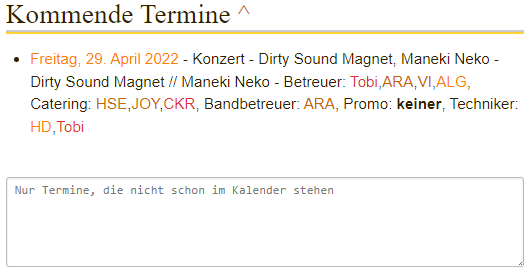 Kommende Termine ^
Freitag, 29. April 2022 - Konzert - Dirty Sound Magnet, Maneki Neko -
Dirty Sound Magnet // Maneki Neko - Betreuer: Tobi,ARA,VI,ALG,
Catering: HSE,JOY,CKR, Bandbetreuer: ARA, Promo: keiner, Techniker:
HD,Tobi
Nur Termine, die nicht schon im Kalender stehen